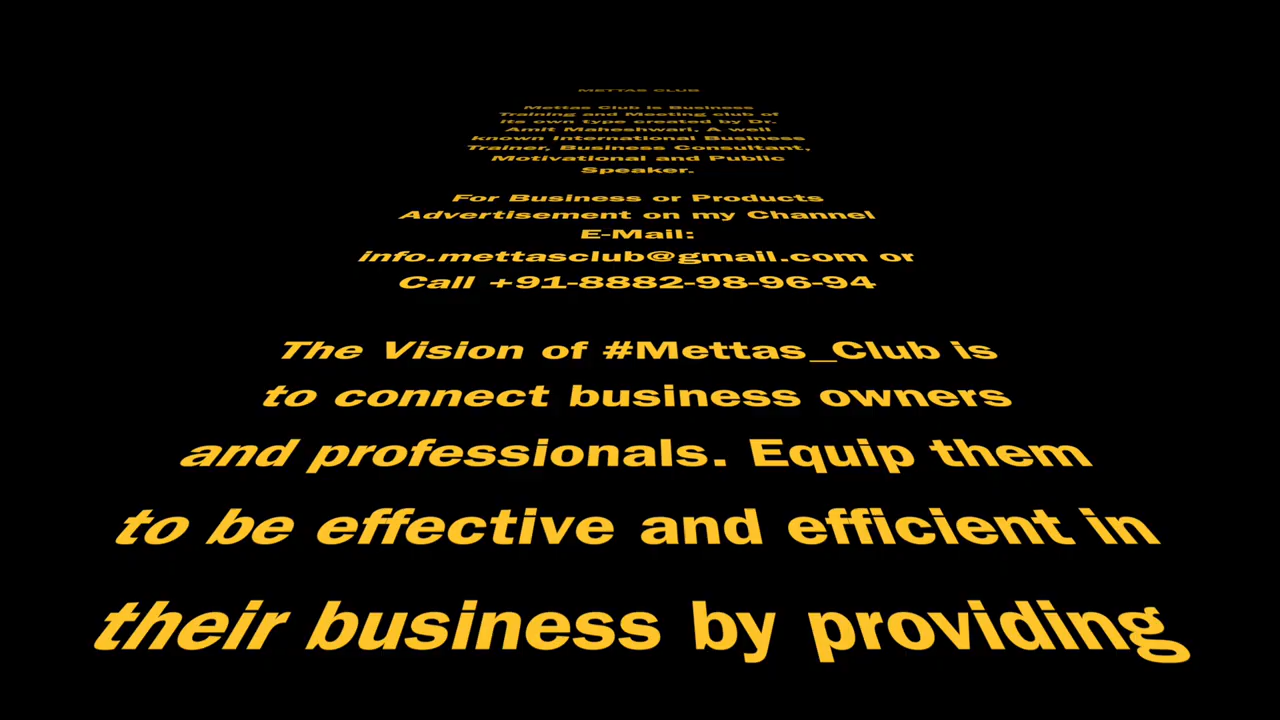 METTAS CLUB
Mettas Club is Business
Training and Meeting club of
its own type created by Dr.
Amit Maheshwari, A well
known International Business
Trainer, Business Consultant,
Motivational and Public
Speaker.
For Business or Products
Advertisement on my Channel
E-Mail:
info.mettasclub@gmail.com or
Call +91-8882-98-96-94
The Vision of #Mettas_Club is
to connect business owners
and professionals. Equip them
to be effective and efficient in
their business by providing